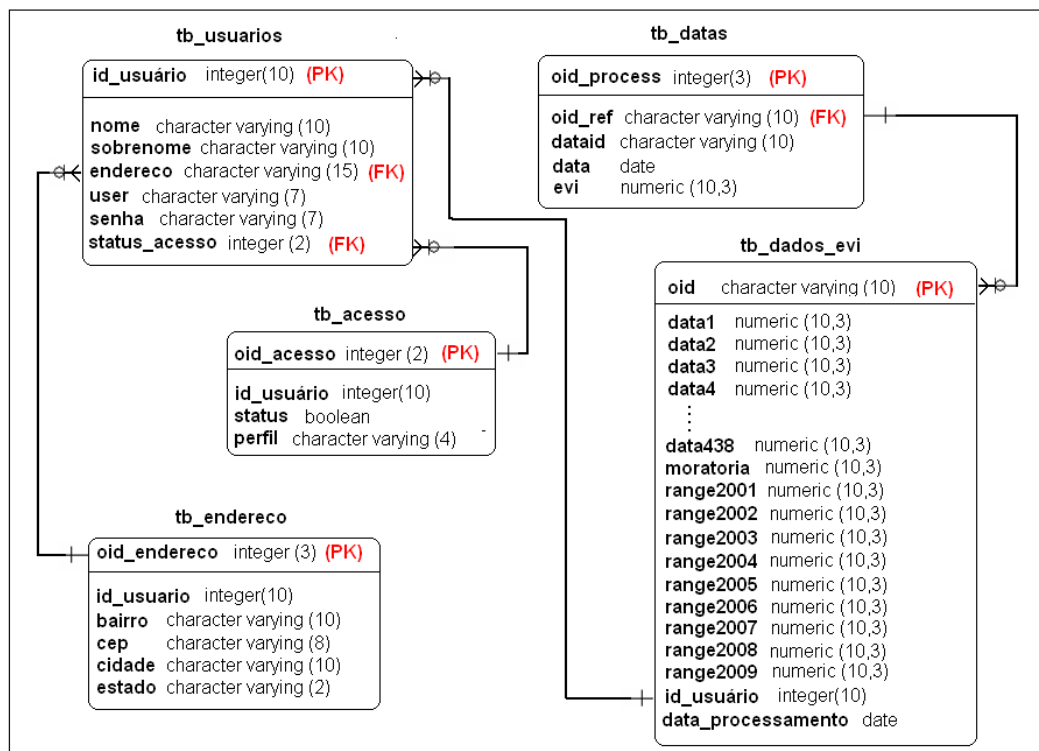 tb_usuarios
id_usuário integer(10) (PK)
nome character varying (10)
sobrenome character varying (10)
endereco character varying (15) (FK)
user character varying (7)
senha character varying (7)
status_acesso integer (2) (FK)
tb_datas
oid_process integer(3) (PK)
oid_ref character varying (10) (FK)
dataid character varying (10)
data date
evi numeric (10,3)
tb_acesso
oid_acesso integer (2) (PK)
id_usuário integer(10)
status boolean
perfil character varying (4)
tb_endereco
oid_endereco integer (3) (PK)
id_usuario integer(10)
bairro character varying (10)
cep character varying (8)
cidade character varying (10)
estado character varying (2)
tb_dados_evi
oid character varying (10) (PK)
data1 numeric (10,3)
data2 numeric (10,3)
data3 numeric (10,3)
data4 numeric (10,3)
data438 numeric (10,3)
moratoria numeric (10,3)
range2001 numeric (10,3)
range2002 numeric (10,3)
range2003 numeric (10,3)
range2004 numeric (10,3)
range2005 numeric (10,3)
range2006 numeric (10,3)
range2007 numeric (10,3)
range2008 numeric (10,3)
range2009 numeric (10,3)
id_usuário integer(10)
data_processamento date